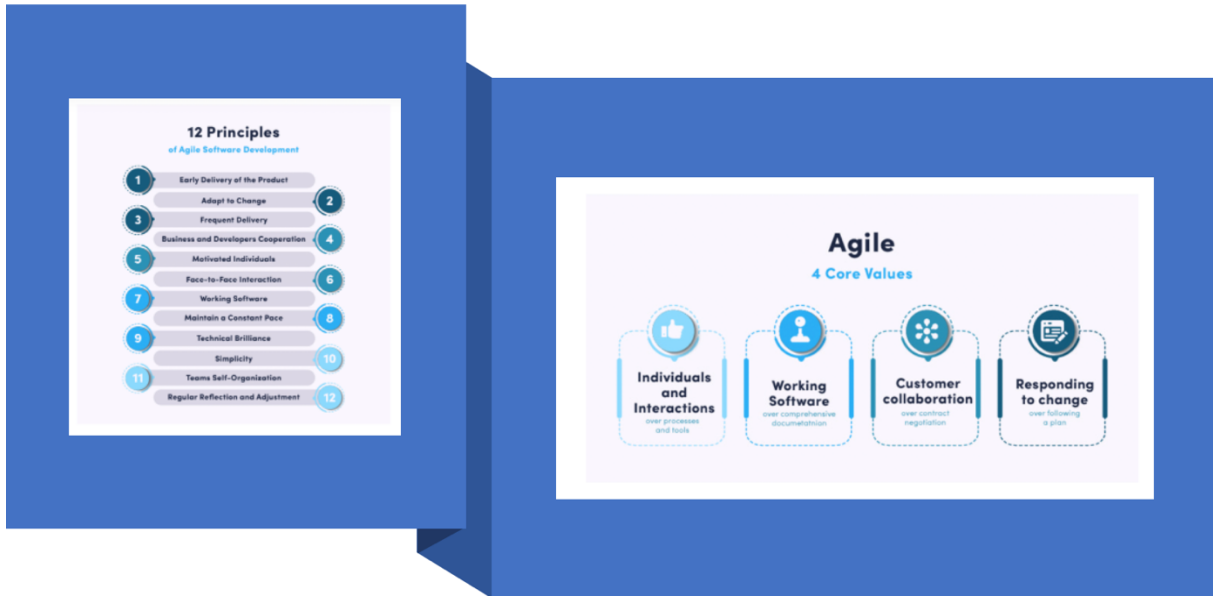 12 Principles
of Agile Software Development
1 Early Delivery of the Product
Adapt to Change 2
3 Frequent Delivery
Business and Developers Cooperation 4
5 Motivated Individuals
Face-to-Face Interaction 6
7 Working Software
Maintain a Constant Pace 8
9 Technical Brilliance
Simplicity 10
11 Teams Self-Organization
Regular Reflection and Adjustment 12
Agile
4 Core Values
Individuals
and
Interactions
over processes
and tools
Working
Software
over comprehensive
documetatnion
Customer
collaboration
over contract
negotiation
Responding
to change
over following
a plan